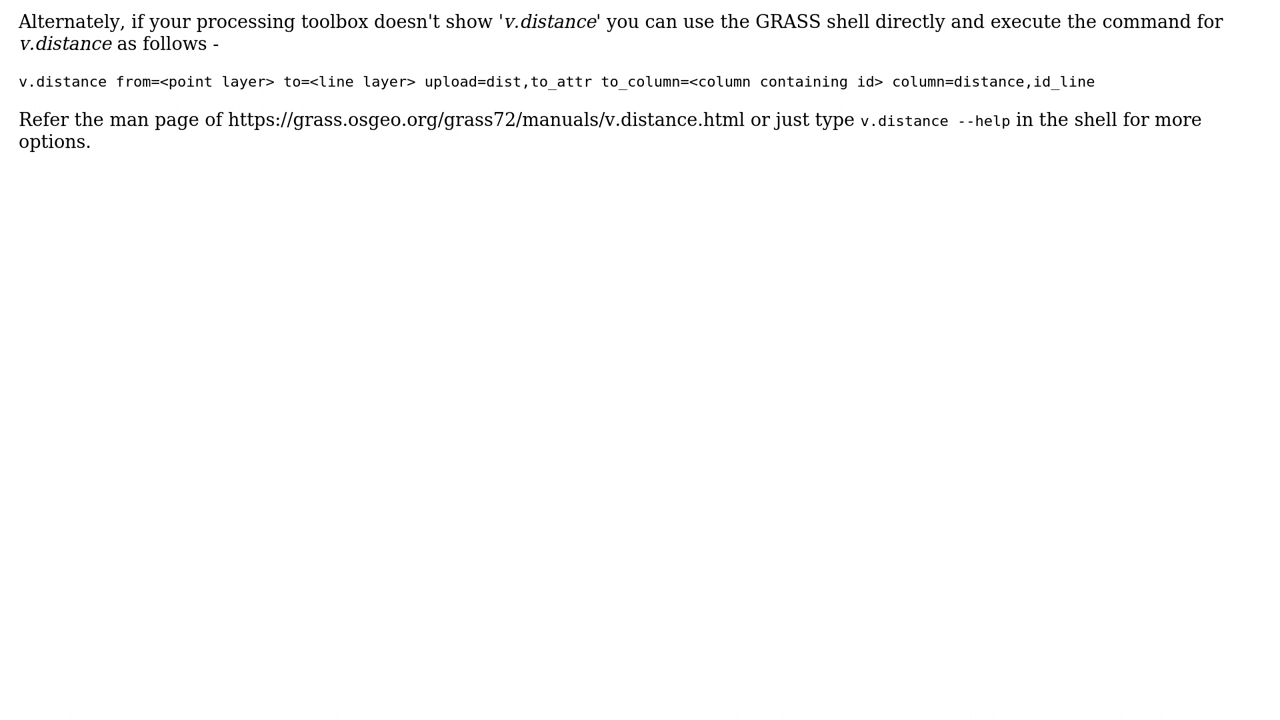 Alternately, if your processing toolbox doesn't show 'v.distance' you can use the GRASS shell directly and execute the command for
v.distance as follows -
v.distance from=<point layer> to=<line layer> upload=dist,to_attr to_column=<column containing id> column=distance,id_line
Refer the man page of https://grass.osgeo.org/grass72/manuals/v.distance.html or just type v.distance --help in the shell for more
options.